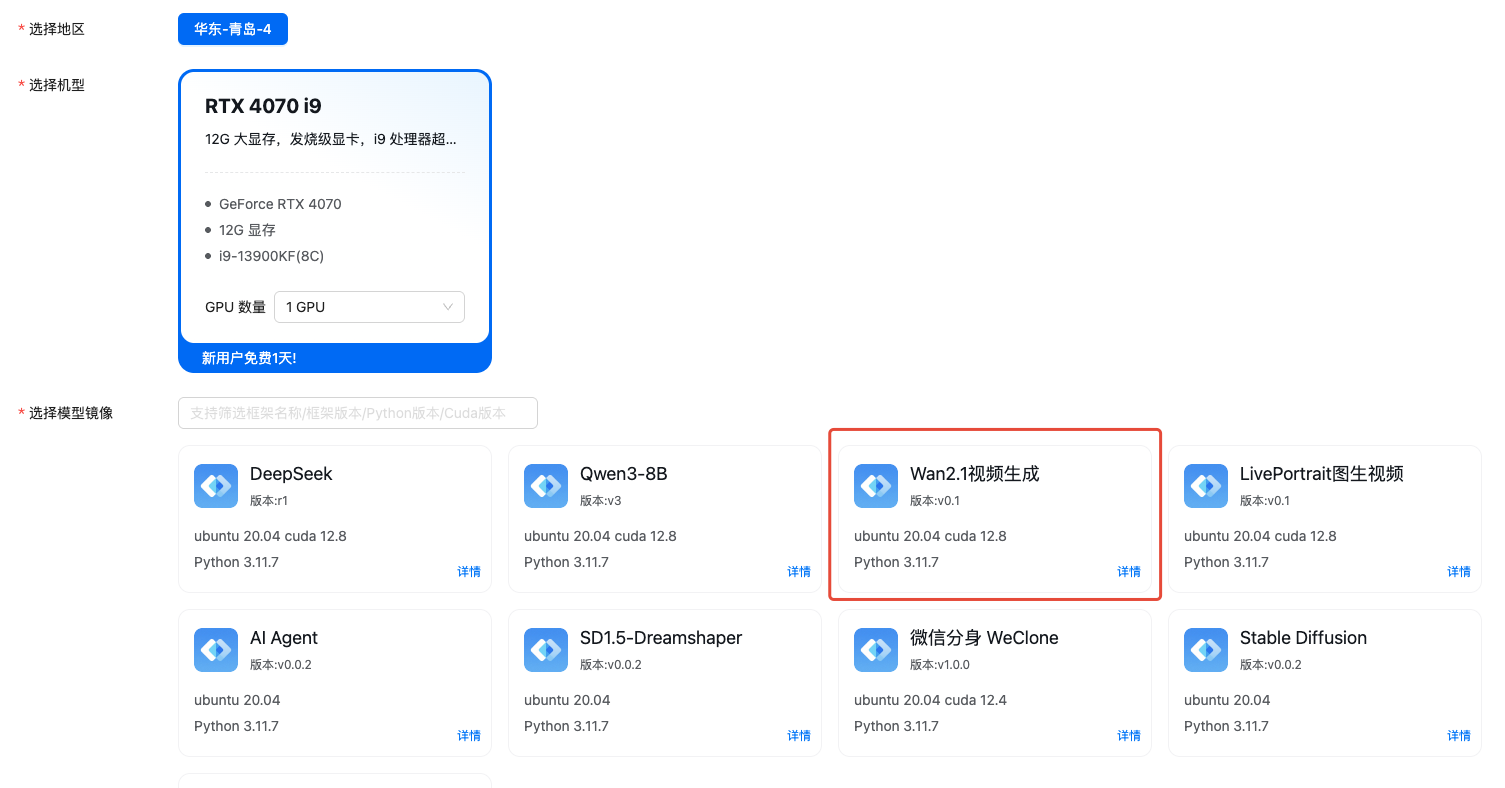 * 选择地区
华东-青岛-4
* 选择机型
RTX 4070 i9
12G 大显存，发烧级显卡，i9 处理器超...
GeForce RTX 4070
12G 显存
i9-13900KF(8C)
GPU 数量 1 GPU
新用户免费1天!
* 选择模型镜像
支持筛选框架名称/框架版本/Python版本/Cuda版本
DeepSeek
版本:r1
ubuntu 20.04 cuda 12.8
Python 3.11.7
详情
Qwen3-8B
版本:v3
ubuntu 20.04 cuda 12.8
Python 3.11.7
详情
Wan2.1视频生成
版本:v0.1
ubuntu 20.04 cuda 12.8
Python 3.11.7
详情
LivePortrait图生视频
版本:v0.1
ubuntu 20.04 cuda 12.8
Python 3.11.7
详情
AI Agent
版本:v0.0.2
ubuntu 20.04
Python 3.11.7
详情
SD1.5-Dreamshaper
版本:v0.0.2
ubuntu 20.04
Python 3.11.7
详情
微信分身 WeClone
版本:v1.0.0
ubuntu 20.04 cuda 12.4
Python 3.11.7
详情
Stable Diffusion
版本:v0.0.2
ubuntu 20.04
Python 3.11.7
详情